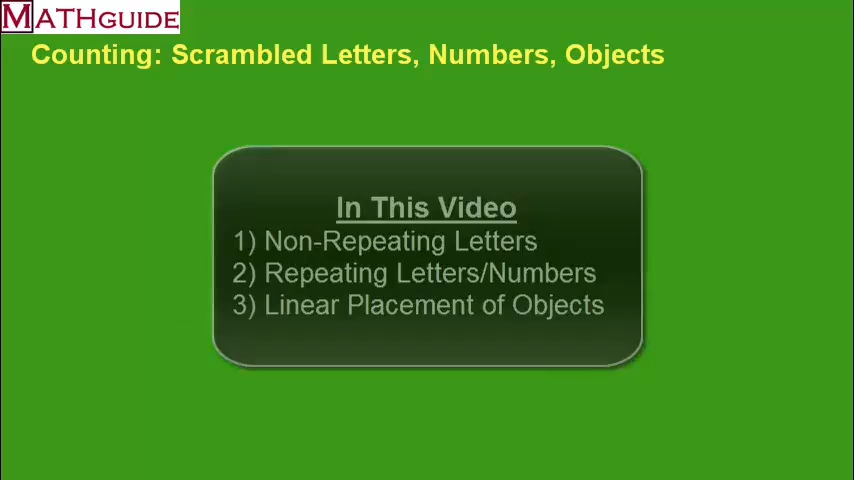 MATHGUIDE
Counting: Scrambled Letters, Numbers, Objects
In This Video
1) Non-Repeating Letters
2) Repeating Letters/Numbers
3) Linear Placement of Objects